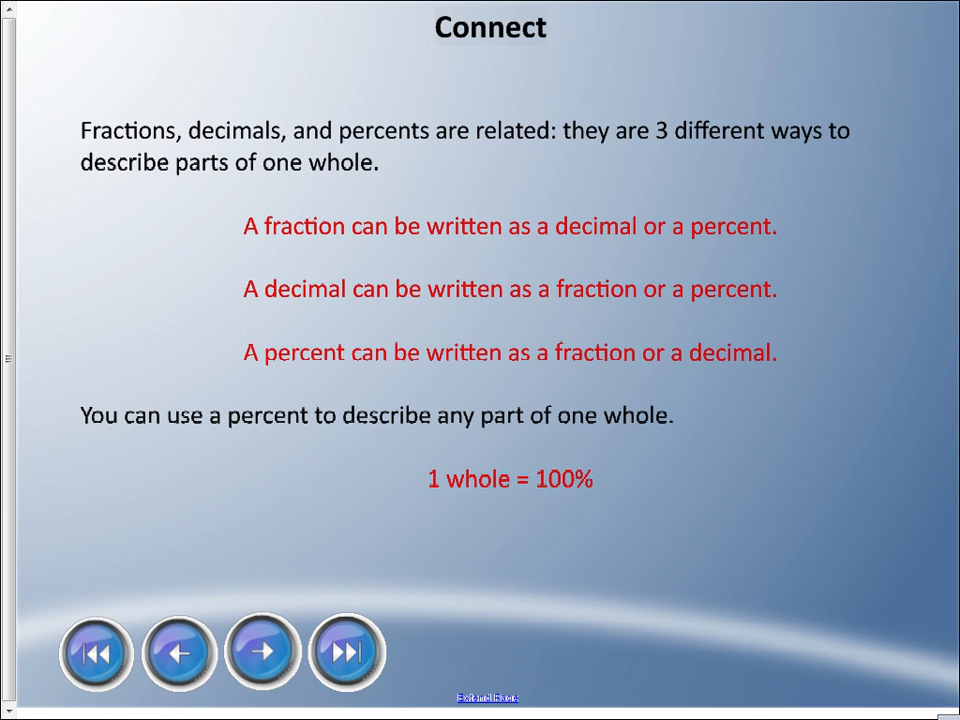 Connect
Fractions, decimals, and percents are related: they are 3 different ways to
describe parts of one whole.
A fraction can be written as a decimal or a percent.
A decimal can be written as a fraction or a percent.
A percent can be written as a fraction or a decimal.
You can use a percent to describe any part of one whole.
1 whole = 100%
Extend Page